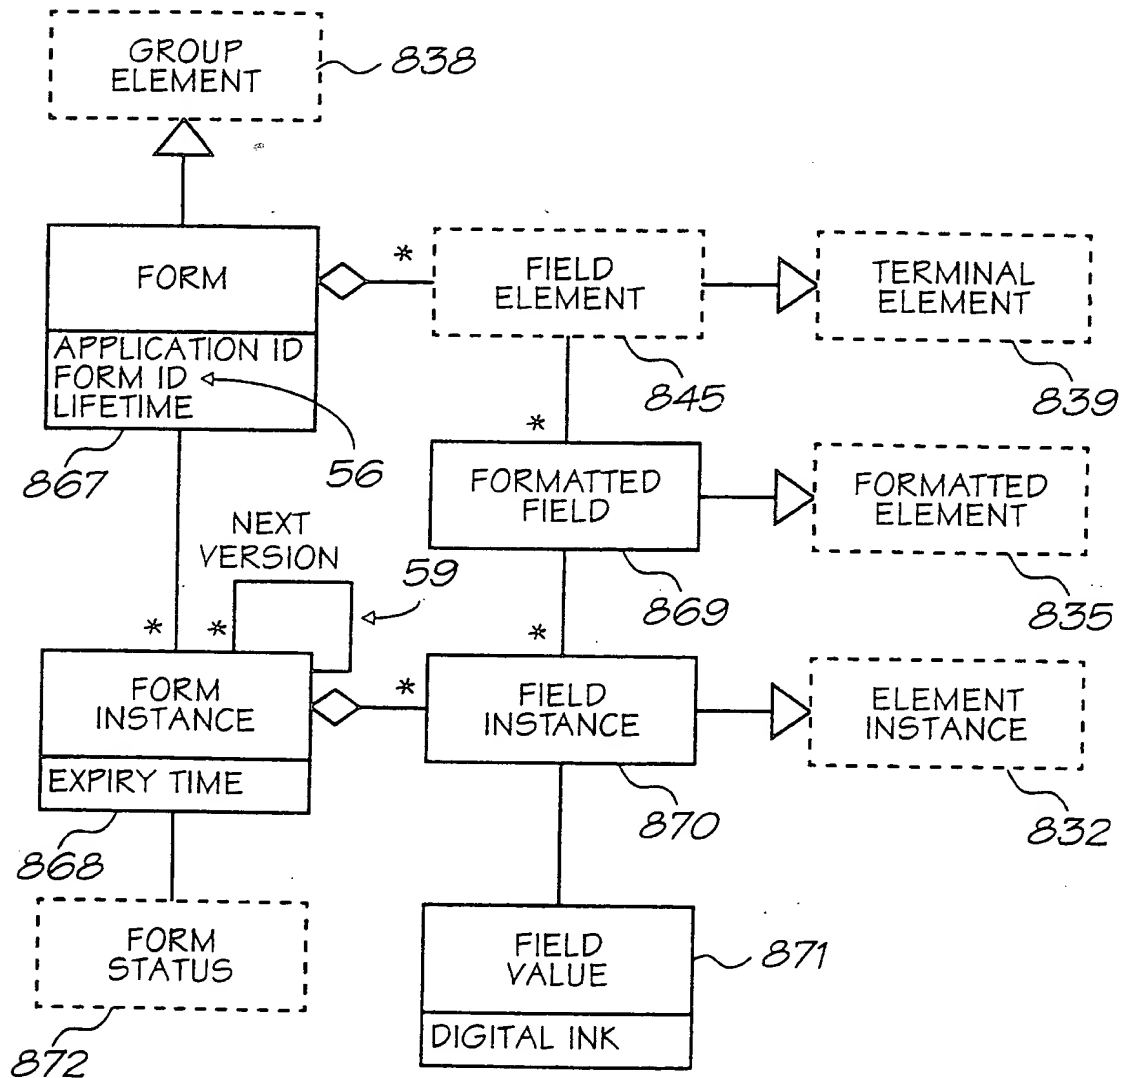 GROUP
ELEMENT
838
FORM
*
FIELD
ELEMENT
TERMINAL
ELEMENT
APPLICATION ID
FORM ID
LIFETIME
845
839
867
56
*
FORMATTED
FIELD
FORMATTED
ELEMENT
NEXT
VERSION
59
869
835
*
*
*
FORM
INSTANCE
*
FIELD
INSTANCE
ELEMENT
INSTANCE
EXPIRY TIME
870
832
868
FORM
STATUS
FIELD
VALUE
871
DIGITAL INK
872